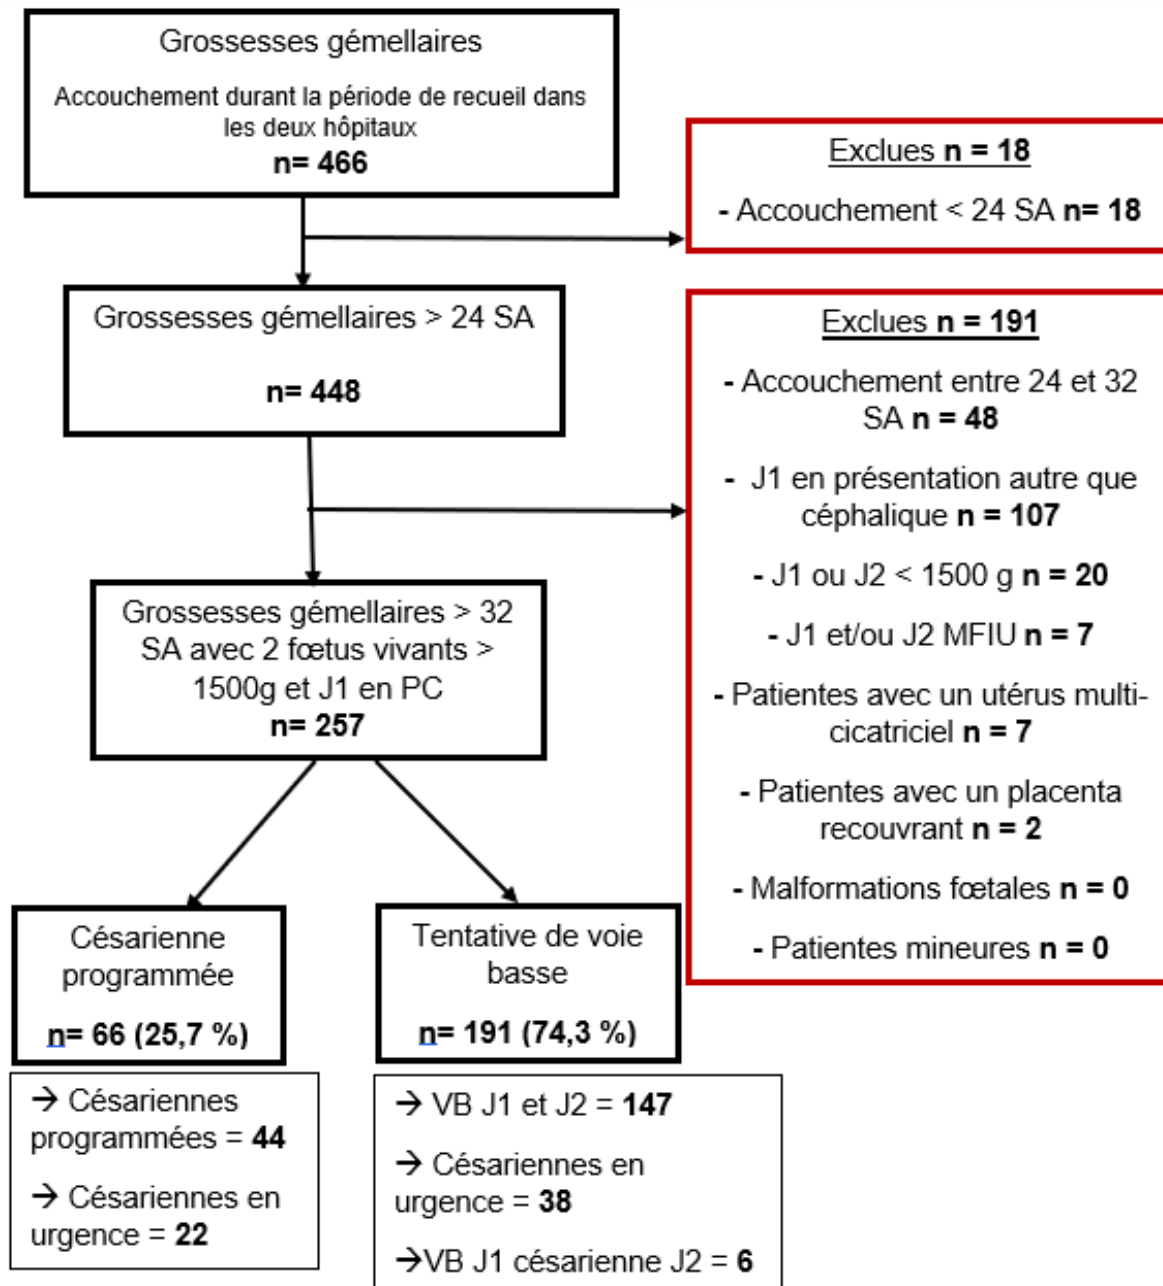 Grossesses gémellaires
Accouchement durant la période de recueil dans
les deux hôpitaux
n= 466
Exclues n = 18
- Accouchement < 24 SA n= 18
Grossesses gémellaires > 24 SA
n= 448
Exclues n = 191
- Accouchement entre 24 et 32
SA n = 48
- J1 en présentation autre que
céphalique n = 107
- J1 ou J2 < 1500 g n = 20
- J1 et/ou J2 MFIU n = 7
- Patientes avec un utérus multi-
cicatriciel n = 7
- Patientes avec un placenta
recouvrant n = 2
- Malformations fœtales n = 0
- Patientes mineures n = 0
Grossesses gémellaires > 32
SA avec 2 fœtus vivants >
1500g et J1 en PC
n= 257
Césarienne
programmée
n= 66 (25,7 %)
→ Césariennes
programmées = 44
→ Césariennes en
urgence = 22
Tentative de voie
basse
n= 191 (74,3 %)
→ VB J1 et J2 = 147
→ Césariennes en
urgence = 38
→VB J1 césarienne J2 = 6